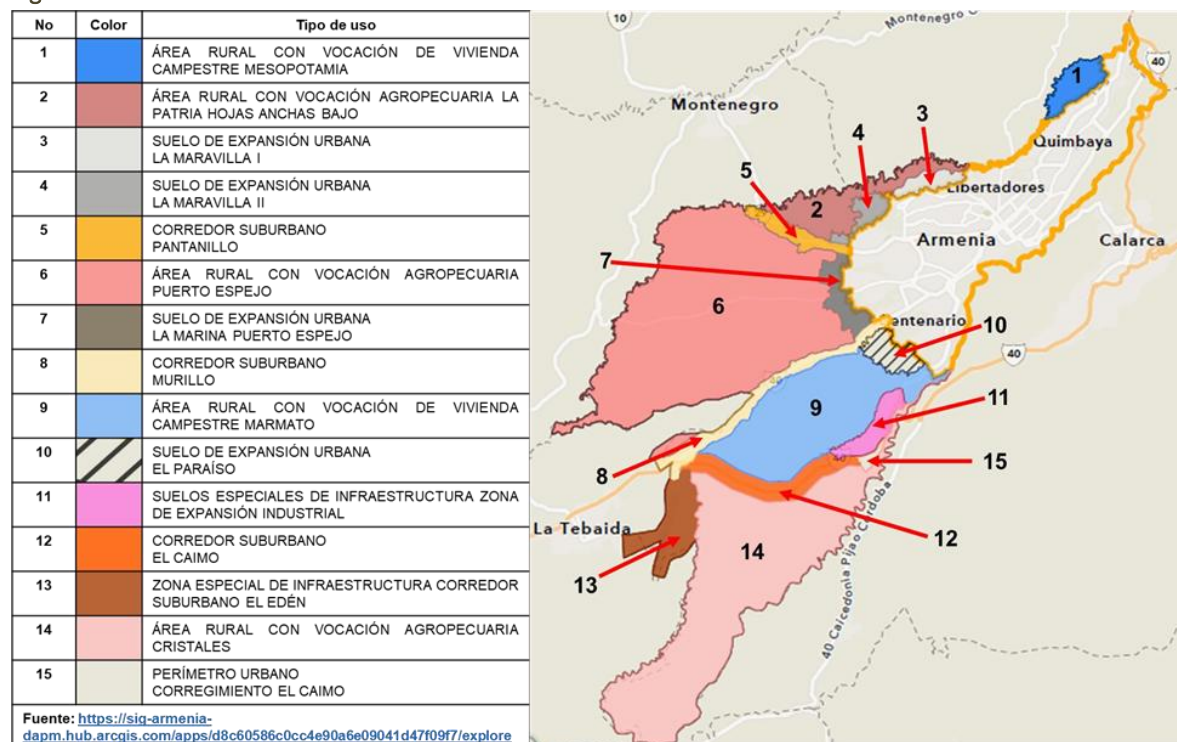 No Color Tipo de uso
1 ÁREA RURAL CON VOCACIÓN DE VIVIENDA
CAMPESTRE MESOPOTAMIA
2 ÁREA RURAL CON VOCACIÓN AGROPECUARIA LA
PATRIA HOJAS ANCHAS BAJO
3 SUELO DE EXPANSIÓN URBANA
LA MARAVILLA I
4 SUELO DE EXPANSIÓN URBANA
LA MARAVILLA II
5 CORREDOR SUBURBANO
PANTANILLO
6 ÁREA RURAL CON VOCACIÓN AGROPECUARIA
PUERTO ESPEJO
7 SUELO DE EXPANSIÓN URBANA
LA MARINA PUERTO ESPEJO
8 CORREDOR SUBURBANO
MURILLO
9 ÁREA RURAL CON VOCACIÓN DE VIVIENDA
CAMPESTRE MARMATO
10 SUELO DE EXPANSIÓN URBANA
EL PARAÍSO
11 SUELOS ESPECIALES DE INFRAESTRUCTURA ZONA
DE EXPANSIÓN INDUSTRIAL
12 CORREDOR SUBURBANO
EL CAIMO
13 ZONA ESPECIAL DE INFRAESTRUCTURA CORREDOR
SUBURBANO EL EDÉN
14 ÁREA RURAL CON VOCACIÓN AGROPECUARIA
CRISTALES
15 PERÍMETRO URBANO
CORREGIMIENTO EL CAIMO
Fuente: https://sig-armenia-
dapm.hub.arcgis.com/apps/d8c60586c0cc4e90a6e09041d47f09f7/explore
10
Montenegro
40
1
Montenegro
Quimbaya
3
4
Libertadores
5
2
Armenia
Calarca
7
6
entenario
10
40
9
11
8
15
La Tebaida
12
14
13
40 Caicedonia Pijao Cordoba